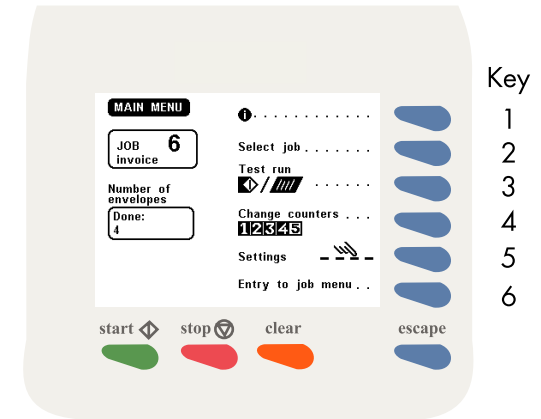 MAIN MENU
JOB 6
invoice
Number of
envelopes
Done:
4
Select job . . . . . . .
Test run
/ . . . . . .
Change counters . . .
12345
Settings
Entry to job menu . .
Key
1
2
3
4
5
6
start
stop
clear
escape